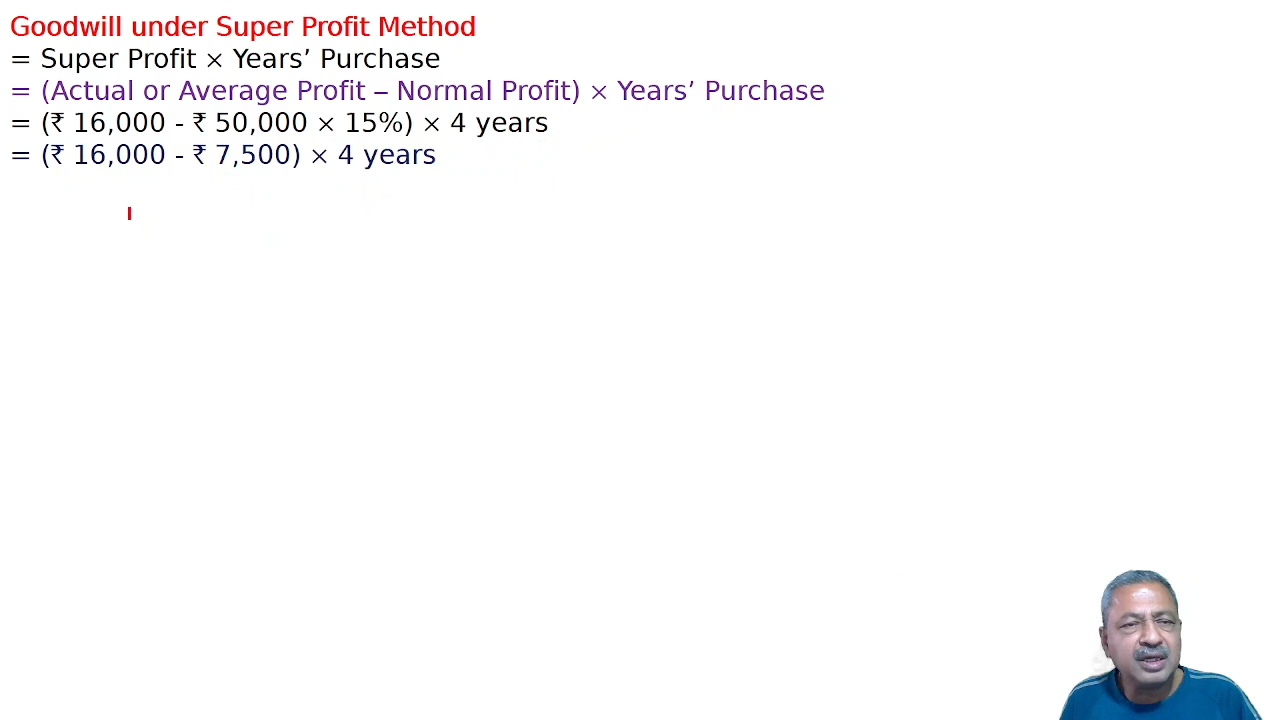 Goodwill under Super Profit Method
= Super Profit × Years’ Purchase
= (Actual or Average Profit – Normal Profit) × Years’ Purchase
= (₹ 16,000 - ₹ 50,000 × 15%) × 4 years
= (₹ 16,000 - ₹ 7,500) × 4 years